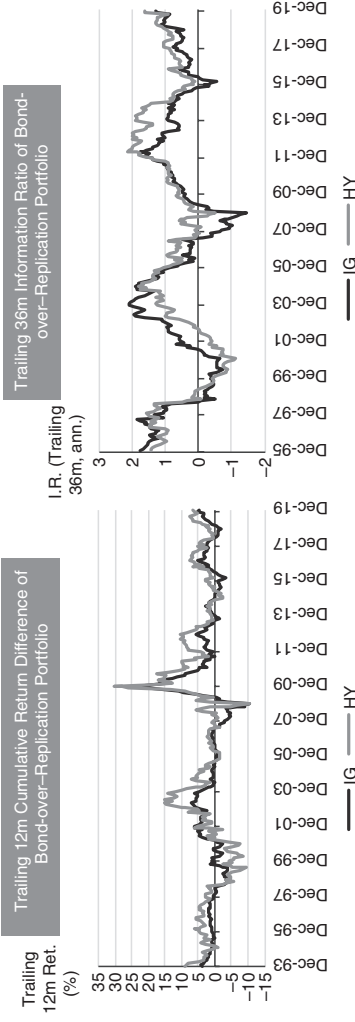 Trailing 12m Cumulative Return Difference of
Bond-over–Replication Portfolio
Trailing
12m Ret.
(%)
35
30
25
20
15
10
5
0
−5
−10
−15
Dec-93
Dec-95
Dec-97
Dec-99
Dec-01
Dec-03
Dec-05
Dec-07
Dec-09
Dec-11
Dec-13
Dec-15
Dec-17
Dec-19
IG HY
Trailing 36m Information Ratio of Bond-
over–Replication Portfolio
I.R. (Trailing
36m, ann.)
3
2
1
0
−1
−2
Dec-95
Dec-97
Dec-99
Dec-01
Dec-03
Dec-05
Dec-07
Dec-09
Dec-11
Dec-13
Dec-15
Dec-17
Dec-19
IG HY